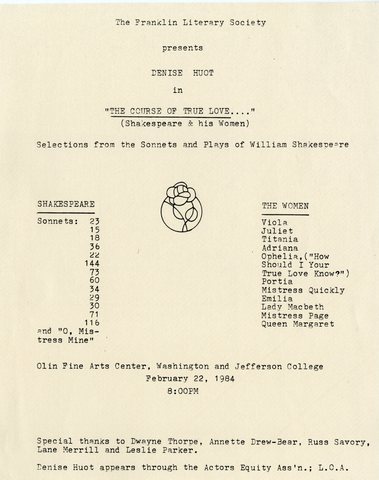 The Franklin Literary Society
presents
DENISE HUOT
in
"THE COURSE OF TRUE LOVE...."
(Shakespeare & his Women)
Selections from the Sonnets and Plays of William Shakespeare
SHAKESPEARE
Sonnets: 23
15
18
36
22
144
73
60
34
29
30
71
116
and "O, Mis-
tress Mine"
THE WOMEN
Viola
Juliet
Titania
Adriana
Ophelia,("How
Should I Your
True Love Know?")
Portia
Mistress Quickly
Emilia
Lady Macbeth
Mistress Page
Queen Margaret
Olin Fine Arts Center, Washington and Jefferson College
February 22, 1984
8:00PM
Special thanks to Dwayne Thorpe, Annette Drew-Bear, Russ Savory,
Lane Merrill and Leslie Parker.
Denise Huot appears through the Actors Equity Ass'n.; L.O.A.